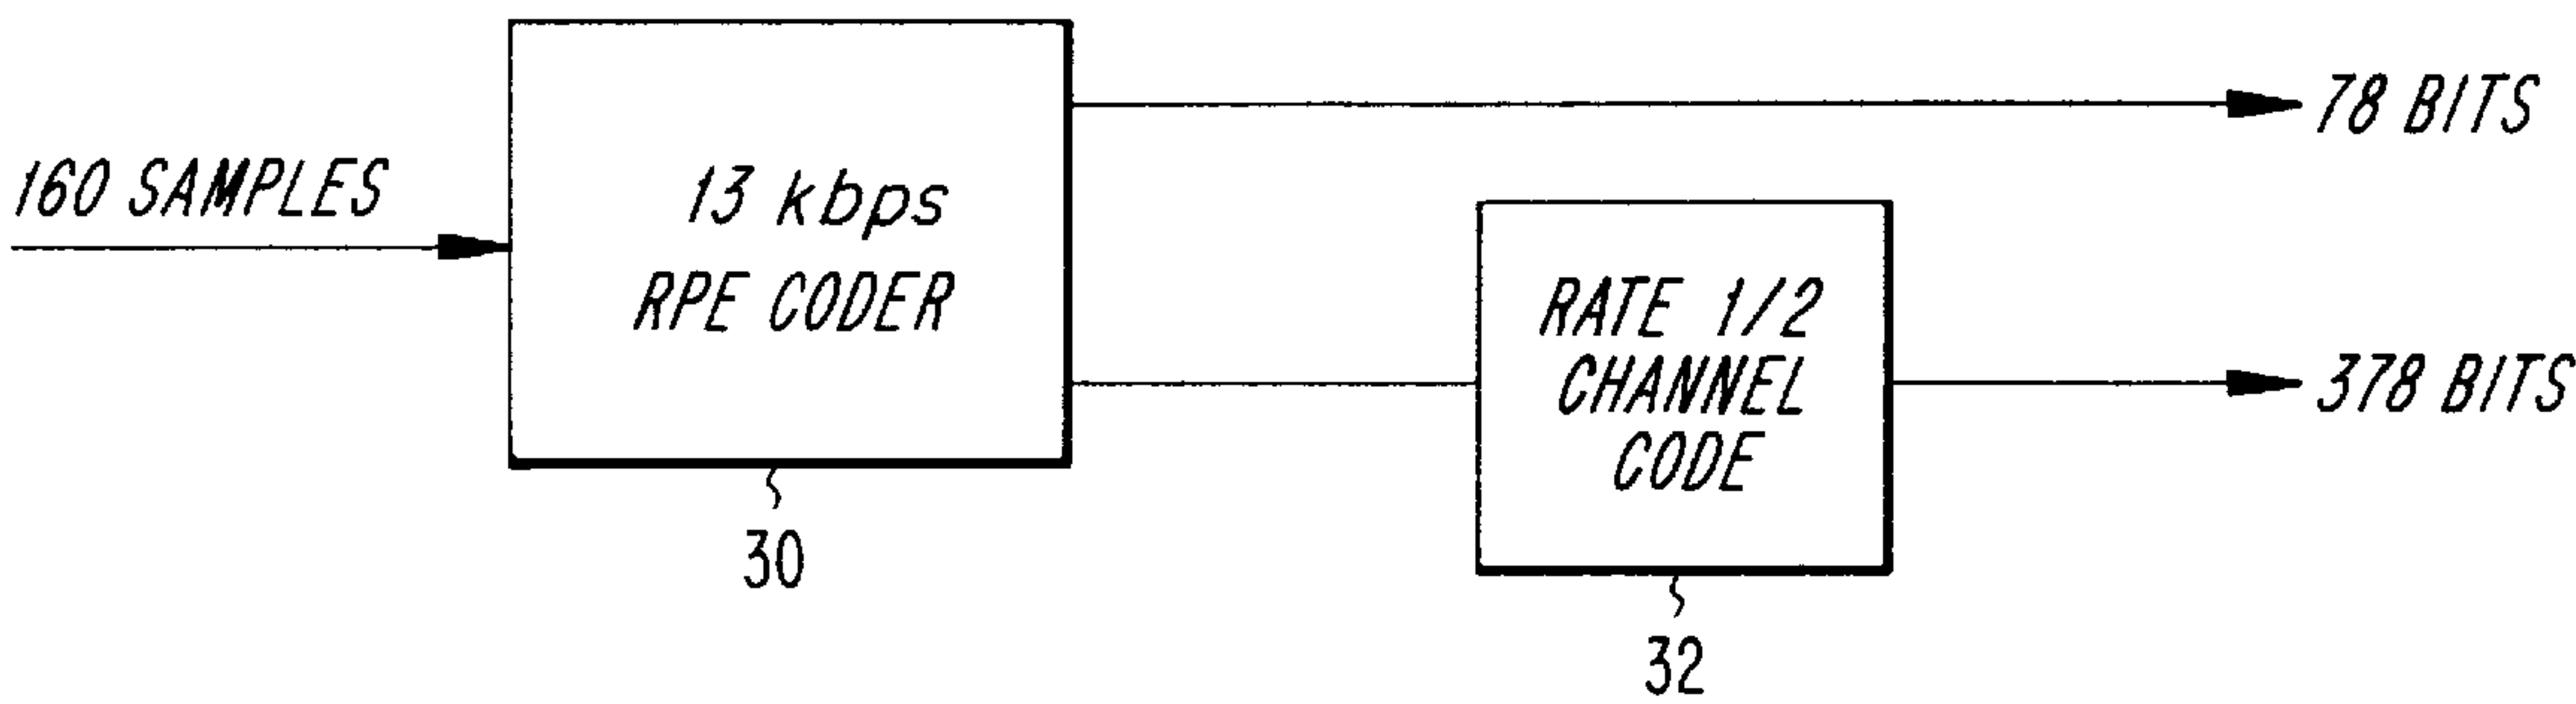 160 SAMPLES
13 kbps
RPE CODER
30
78 BITS
RATE 1/2
CHANNEL
CODE
32
378 BITS